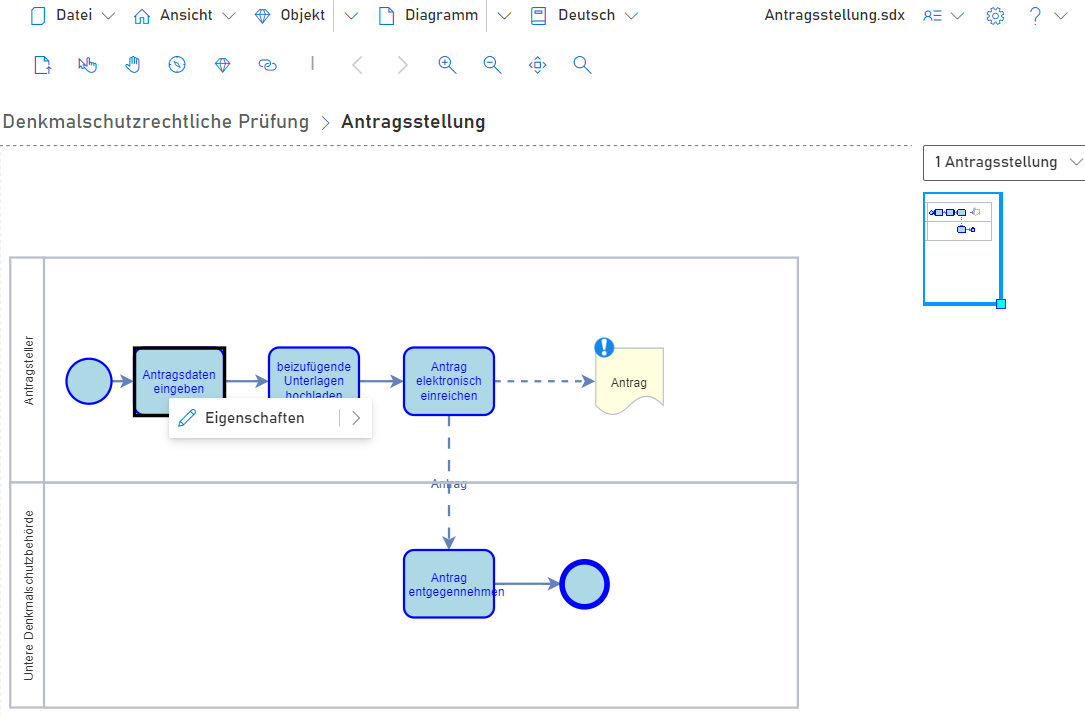 Datei Ansicht Objekt Diagramm Deutsch Antragsstellung.sdx
Denkmalschutzrechtliche Prüfung > Antragsstellung
1 Antragsstellung
Antragsteller
Antragsdaten
eingeben
beizufügende
Unterlagen
hochladen
Antrag
elektronisch
einreichen
Antrag
Eigenschaften
Antrag
Untere Denkmalschutzbehörde
Antrag
entgegennehmen